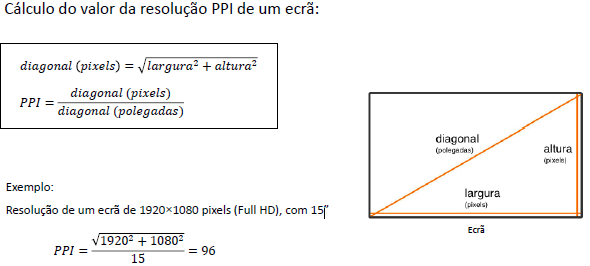 Cálculo do valor da resolução PPI de um ecrã:
diagonal (pixels) = √largura² + altura²
PPI = diagonal (pixels) / diagonal (polegadas)
diagonal
(polegadas)
altura
(pixels)
largura
(pixels)
Ecrã
Exemplo:
Resolução de um ecrã de 1920×1080 pixels (Full HD), com 15"
PPI = √1920² + 1080² / 15 = 96